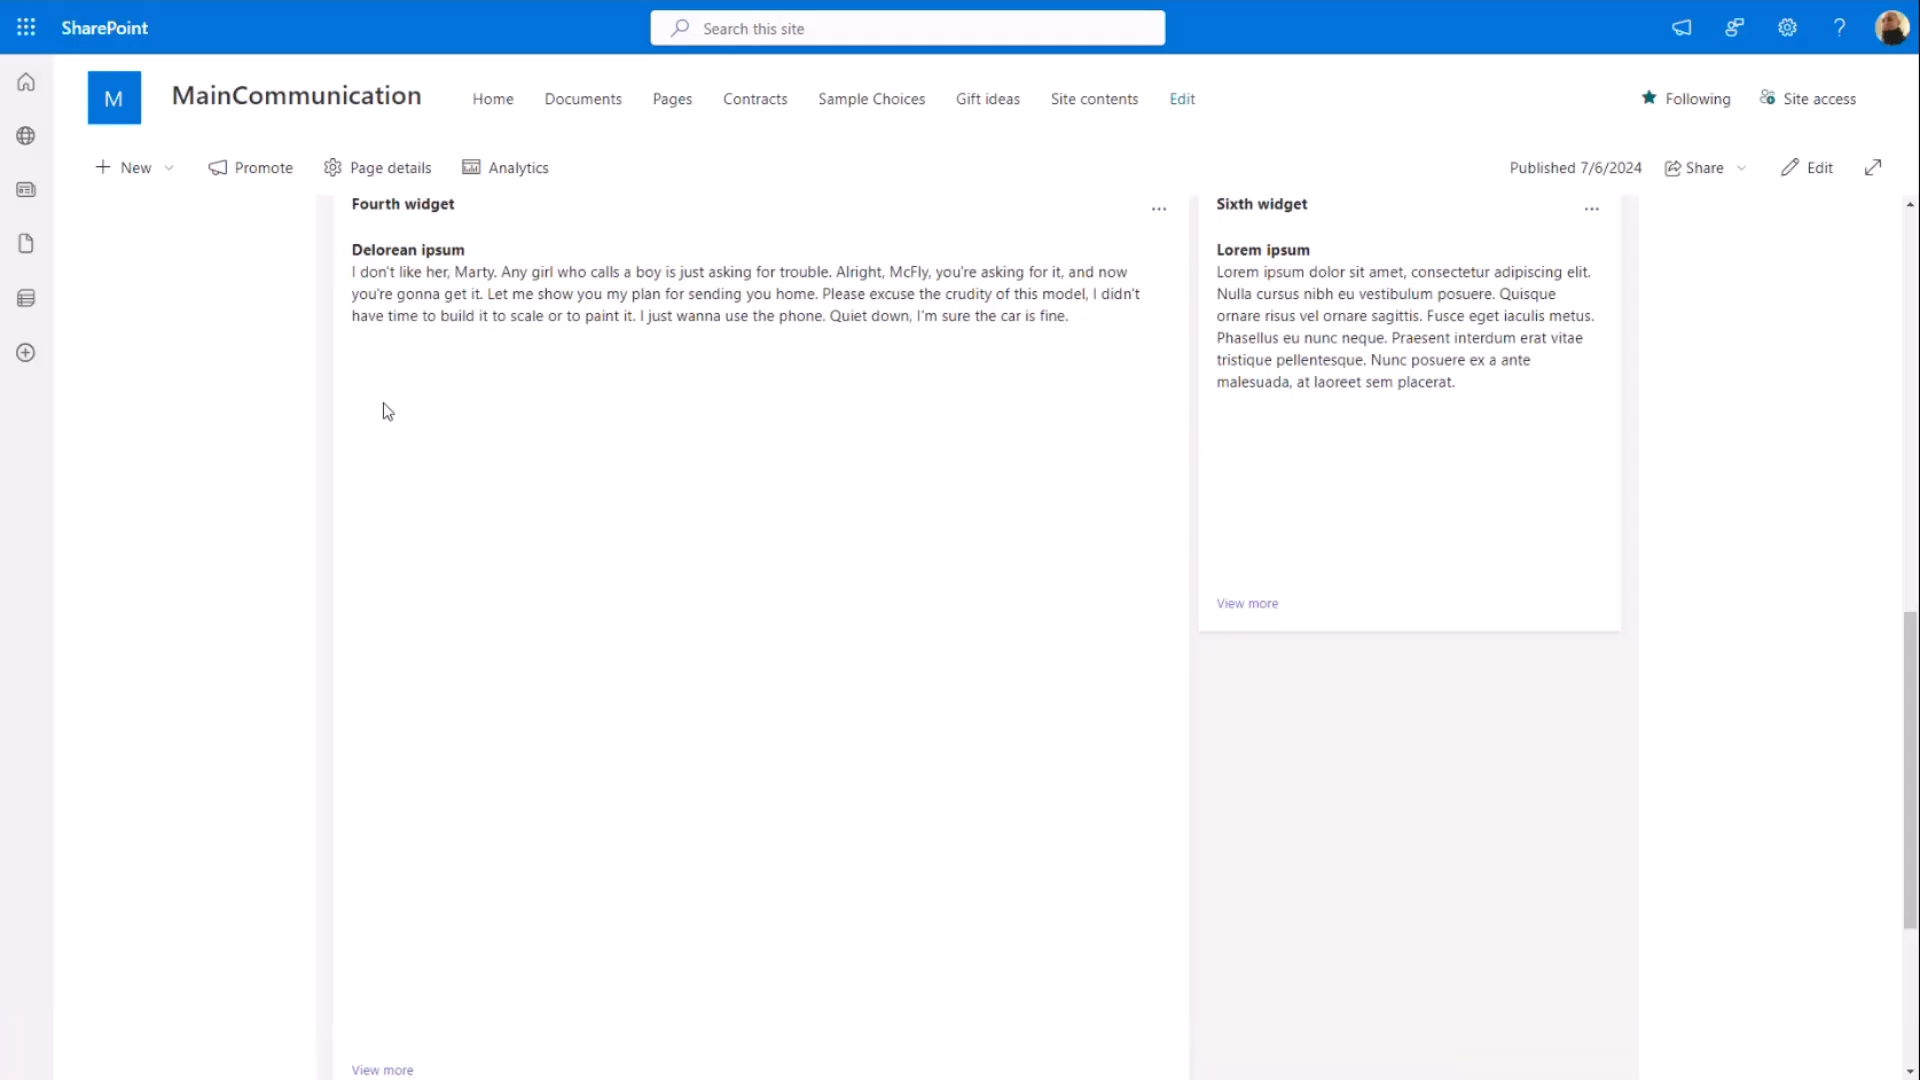 SharePoint
Search this site
M
MainCommunication
Home
Documents
Pages
Contracts
Sample Choices
Gift ideas
Site contents
Edit
Following
Site access
New
Promote
Page details
Analytics
Published 7/6/2024
Share
Edit
Fourth widget
...
Delorean ipsum
I don't like her, Marty. Any girl who calls a boy is just asking for trouble. Alright, McFly, you're asking for it, and now
you're gonna get it. Let me show you my plan for sending you home. Please excuse the crudity of this model, I didn't
have time to build it to scale or to paint it. I just wanna use the phone. Quiet down, I'm sure the car is fine.
View more
Sixth widget
...
Lorem ipsum
Lorem ipsum dolor sit amet, consectetur adipiscing elit.
Nulla cursus nibh eu vestibulum posuere. Quisque
ornare risus vel ornare sagittis. Fusce eget iaculis metus.
Phasellus eu nunc neque. Praesent interdum erat vitae
tristique pellentesque. Nunc posuere ex a ante
malesuada, at laoreet sem placerat.
View more